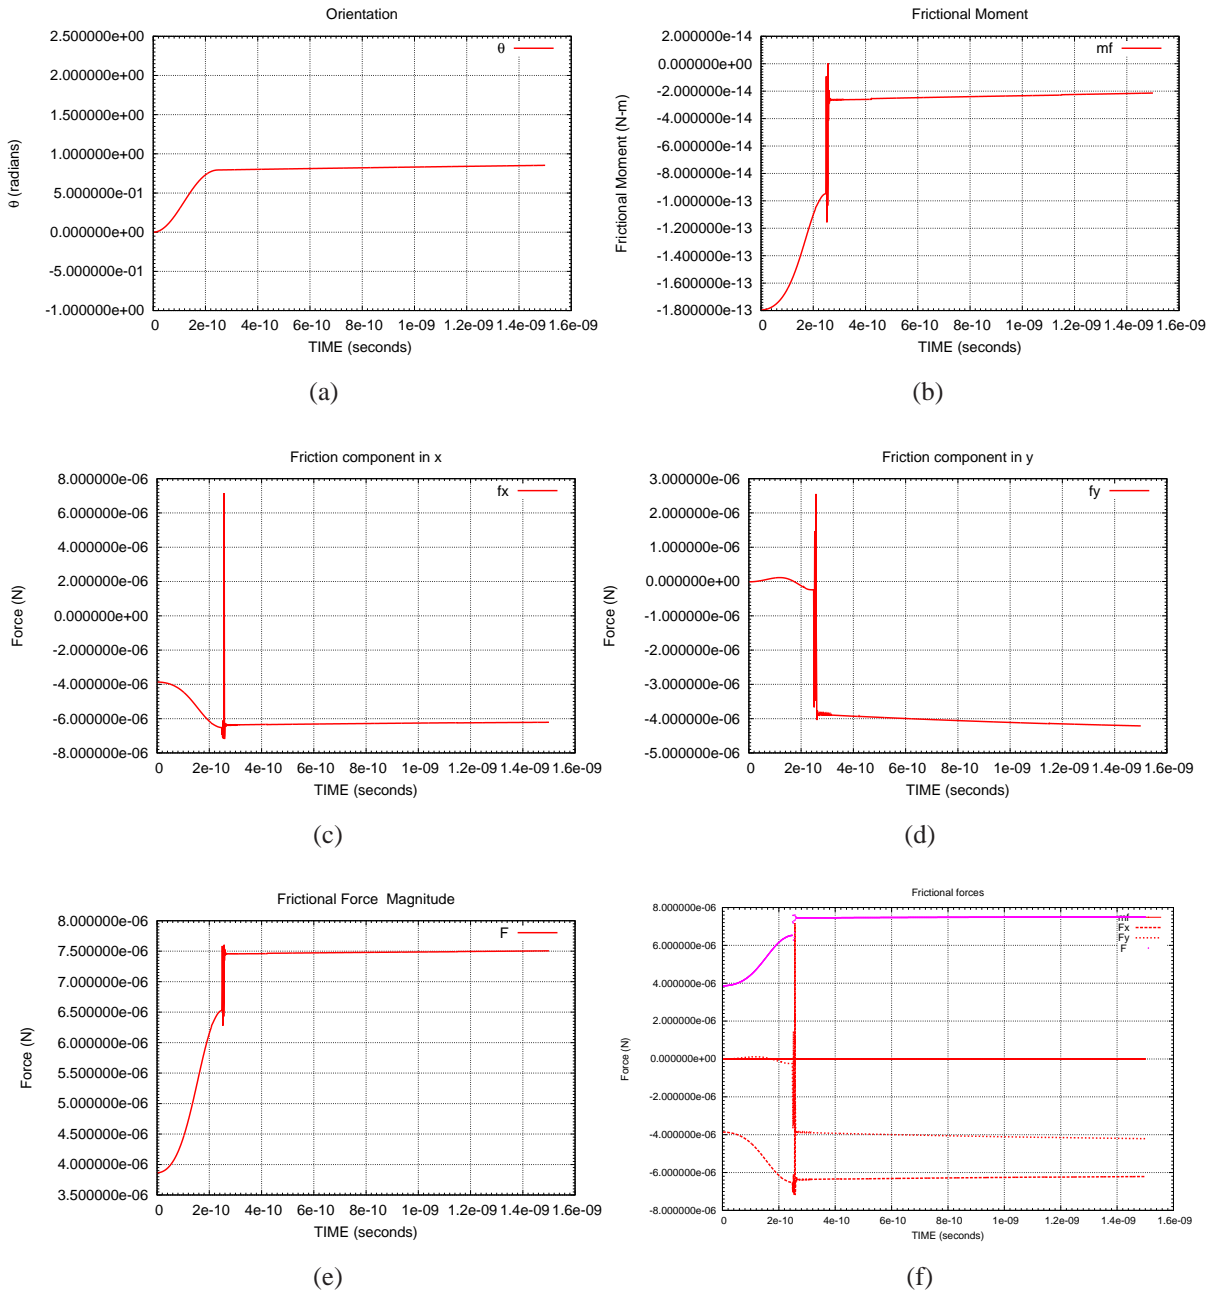 Orientation
2.500000e+00
2.000000e+00
1.500000e+00
1.000000e+00
5.000000e-01
0.000000e+00
-5.000000e-01
-1.000000e+00
θ
θ (radians)
0 2e-10 4e-10 6e-10 8e-10 1e-09 1.2e-09 1.4e-09 1.6e-09
TIME (seconds)
(a)
Frictional Moment
2.000000e-14
0.000000e+00
-2.000000e-14
-4.000000e-14
-6.000000e-14
-8.000000e-14
-1.000000e-13
-1.200000e-13
-1.400000e-13
-1.600000e-13
-1.800000e-13
mf
Frictional Moment (N-m)
0 2e-10 4e-10 6e-10 8e-10 1e-09 1.2e-09 1.4e-09 1.6e-09
TIME (seconds)
(b)
Friction component in x
8.000000e-06
6.000000e-06
4.000000e-06
2.000000e-06
0.000000e+00
-2.000000e-06
-4.000000e-06
-6.000000e-06
-8.000000e-06
fx
Force (N)
0 2e-10 4e-10 6e-10 8e-10 1e-09 1.2e-09 1.4e-09 1.6e-09
TIME (seconds)
(c)
Friction component in y
3.000000e-06
2.000000e-06
1.000000e-06
0.000000e+00
-1.000000e-06
-2.000000e-06
-3.000000e-06
-4.000000e-06
-5.000000e-06
fy
Force (N)
0 2e-10 4e-10 6e-10 8e-10 1e-09 1.2e-09 1.4e-09 1.6e-09
TIME (seconds)
(d)
Frictional Force Magnitude
8.000000e-06
7.500000e-06
7.000000e-06
6.500000e-06
6.000000e-06
5.500000e-06
5.000000e-06
4.500000e-06
4.000000e-06
3.500000e-06
F
Force (N)
0 2e-10 4e-10 6e-10 8e-10 1e-09 1.2e-09 1.4e-09 1.6e-09
TIME (seconds)
(e)
Frictional forces
8.000000e-06
6.000000e-06
4.000000e-06
2.000000e-06
0.000000e+00
-2.000000e-06
-4.000000e-06
-6.000000e-06
-8.000000e-06
mf
Fx
Fy
F
Force (N)
0 2e-10 4e-10 6e-10 8e-10 1e-09 1.2e-09 1.4e-09 1.6e-09
TIME (seconds)
(f)